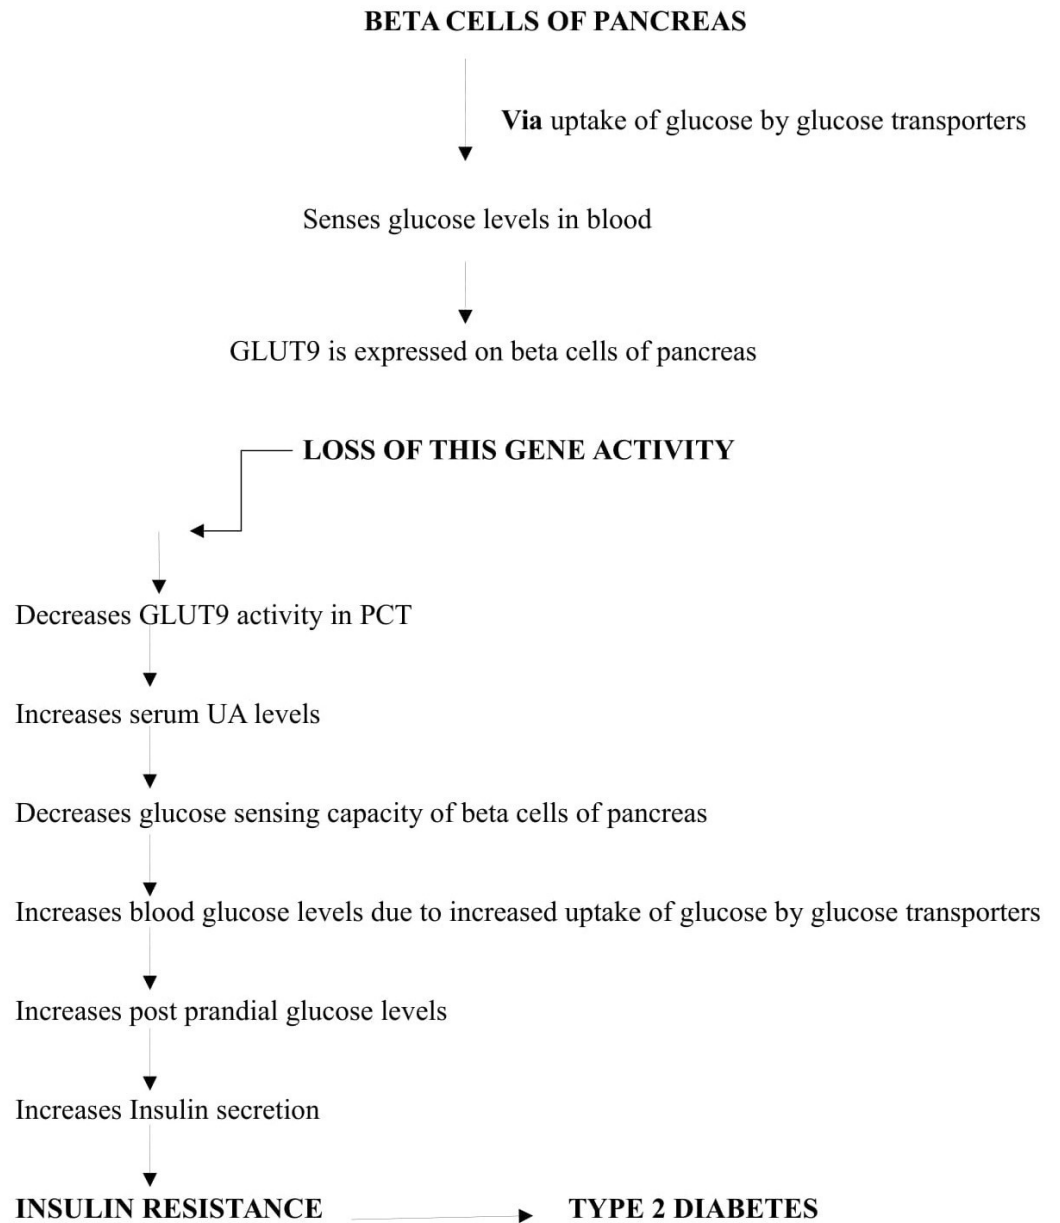 BETA CELLS OF PANCREAS
Via uptake of glucose by glucose transporters
Senses glucose levels in blood
GLUT9 is expressed on beta cells of pancreas
LOSS OF THIS GENE ACTIVITY
Decreases GLUT9 activity in PCT
Increases serum UA levels
Decreases glucose sensing capacity of beta cells of pancreas
Increases blood glucose levels due to increased uptake of glucose by glucose transporters
Increases post prandial glucose levels
Increases Insulin secretion
INSULIN RESISTANCE TYPE 2 DIABETES